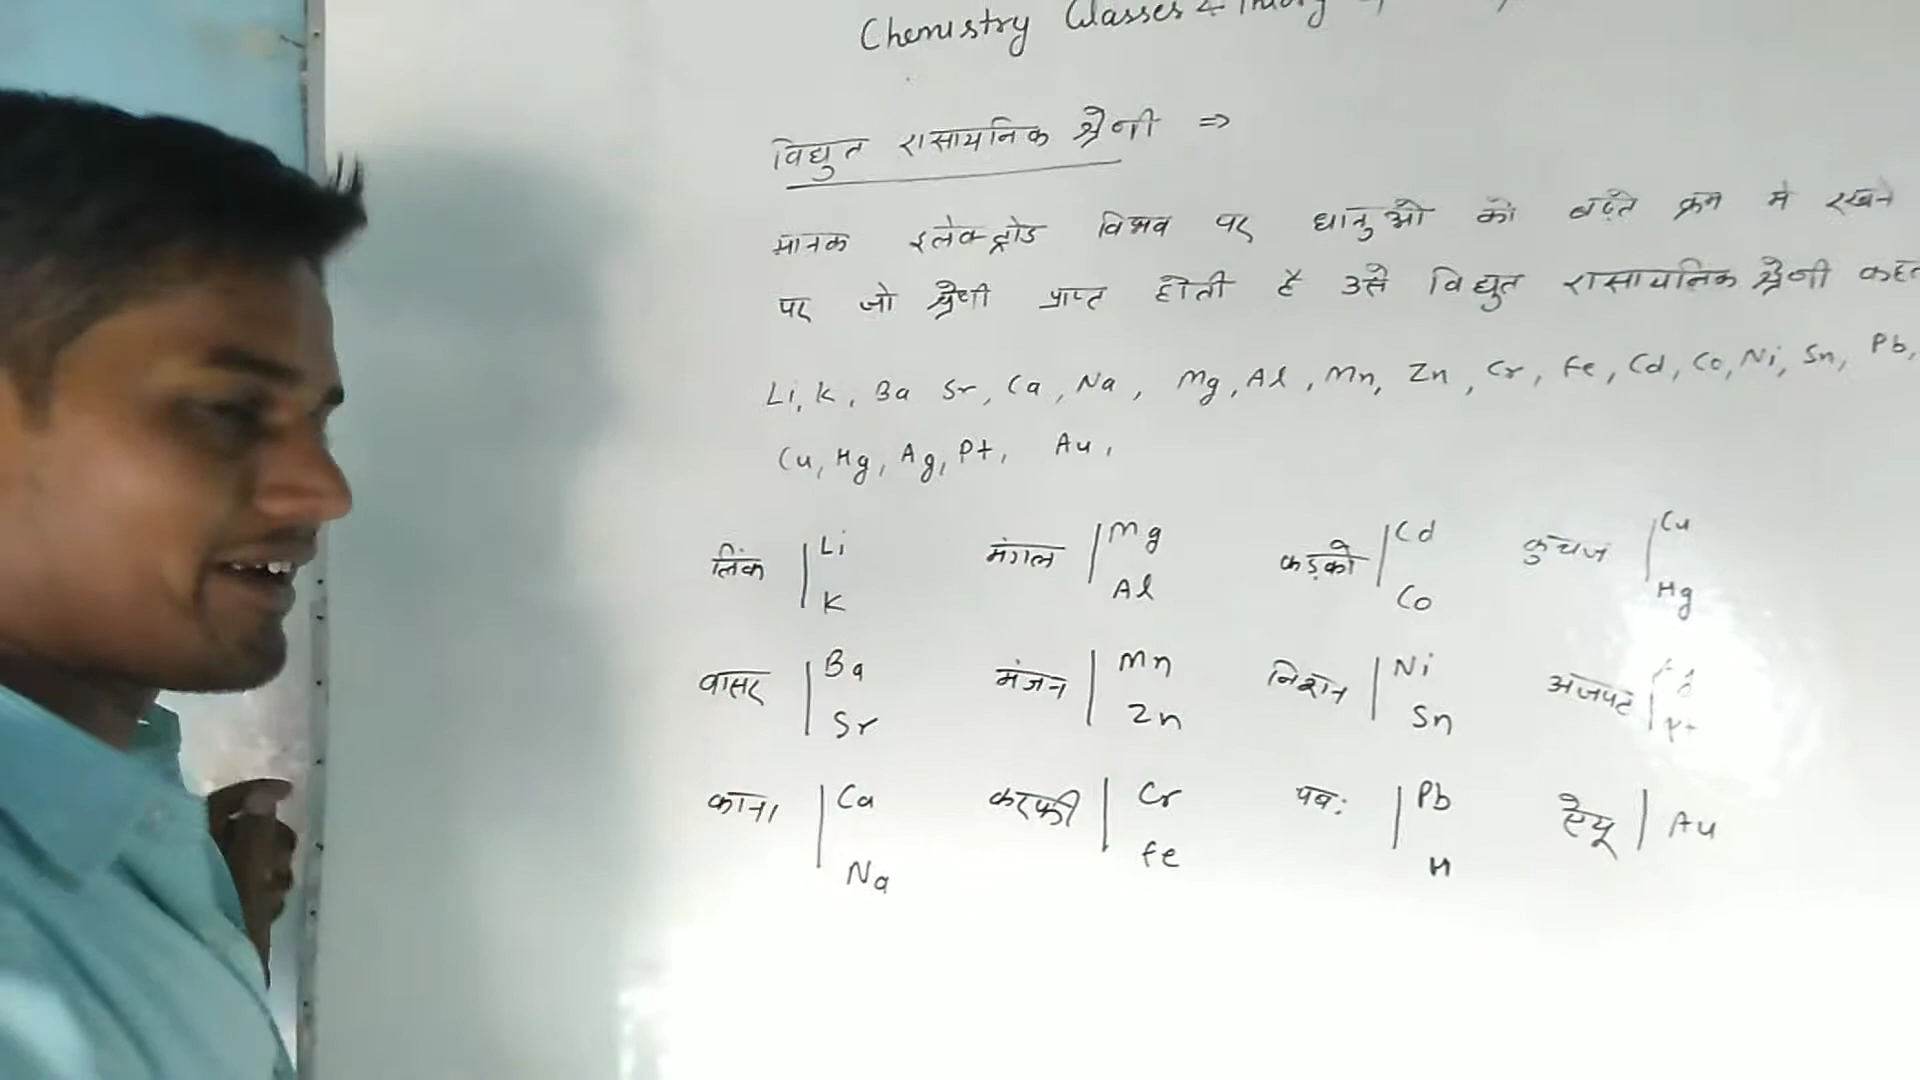 Chemistry Classes
विद्युत रासायनिक श्रेणी ⇒
मानक इलेक्ट्रोड विभव पर धातुओ को बढ़ते क्रम मे रखने
पर जो श्रेणी प्राप्त होती है उसे विद्युत रासायनिक श्रेणी
Li, K, Ba Sr, Ca, Na, Mg, Al, Mn, Zn, Cr, Fe, Cd, Co, Ni, Sn, Pb,
Cu, Hg, Ag, Pt, Au,
लिंक | Li K
वासर | Ba Sr
काना | Ca Na
मंगल | Mg Al
मंजन | Mn Zn
करफी | Cr Fe
कड़को | Cd Co
निशान | Ni Sn
पब: | Pb H
कुचज | Cu Hg
अजपट |
ऐयू | Au